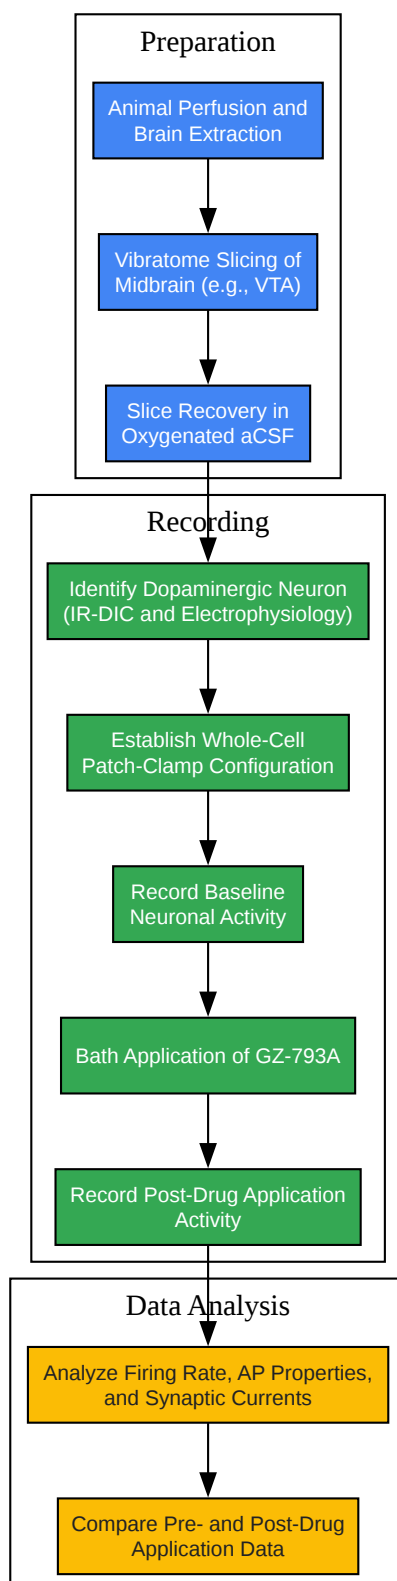 Preparation
Animal Perfusion and
Brain Extraction
Vibratome Slicing of
Midbrain (e.g., VTA)
Slice Recovery in
Oxygenated aCSF
Recording
Identify Dopaminergic Neuron
(IR-DIC and Electrophysiology)
Establish Whole-Cell
Patch-Clamp Configuration
Record Baseline
Neuronal Activity
Bath Application of GZ-793A
Record Post-Drug Application
Activity
Data Analysis
Analyze Firing Rate, AP Properties,
and Synaptic Currents
Compare Pre- and Post-Drug
Application Data